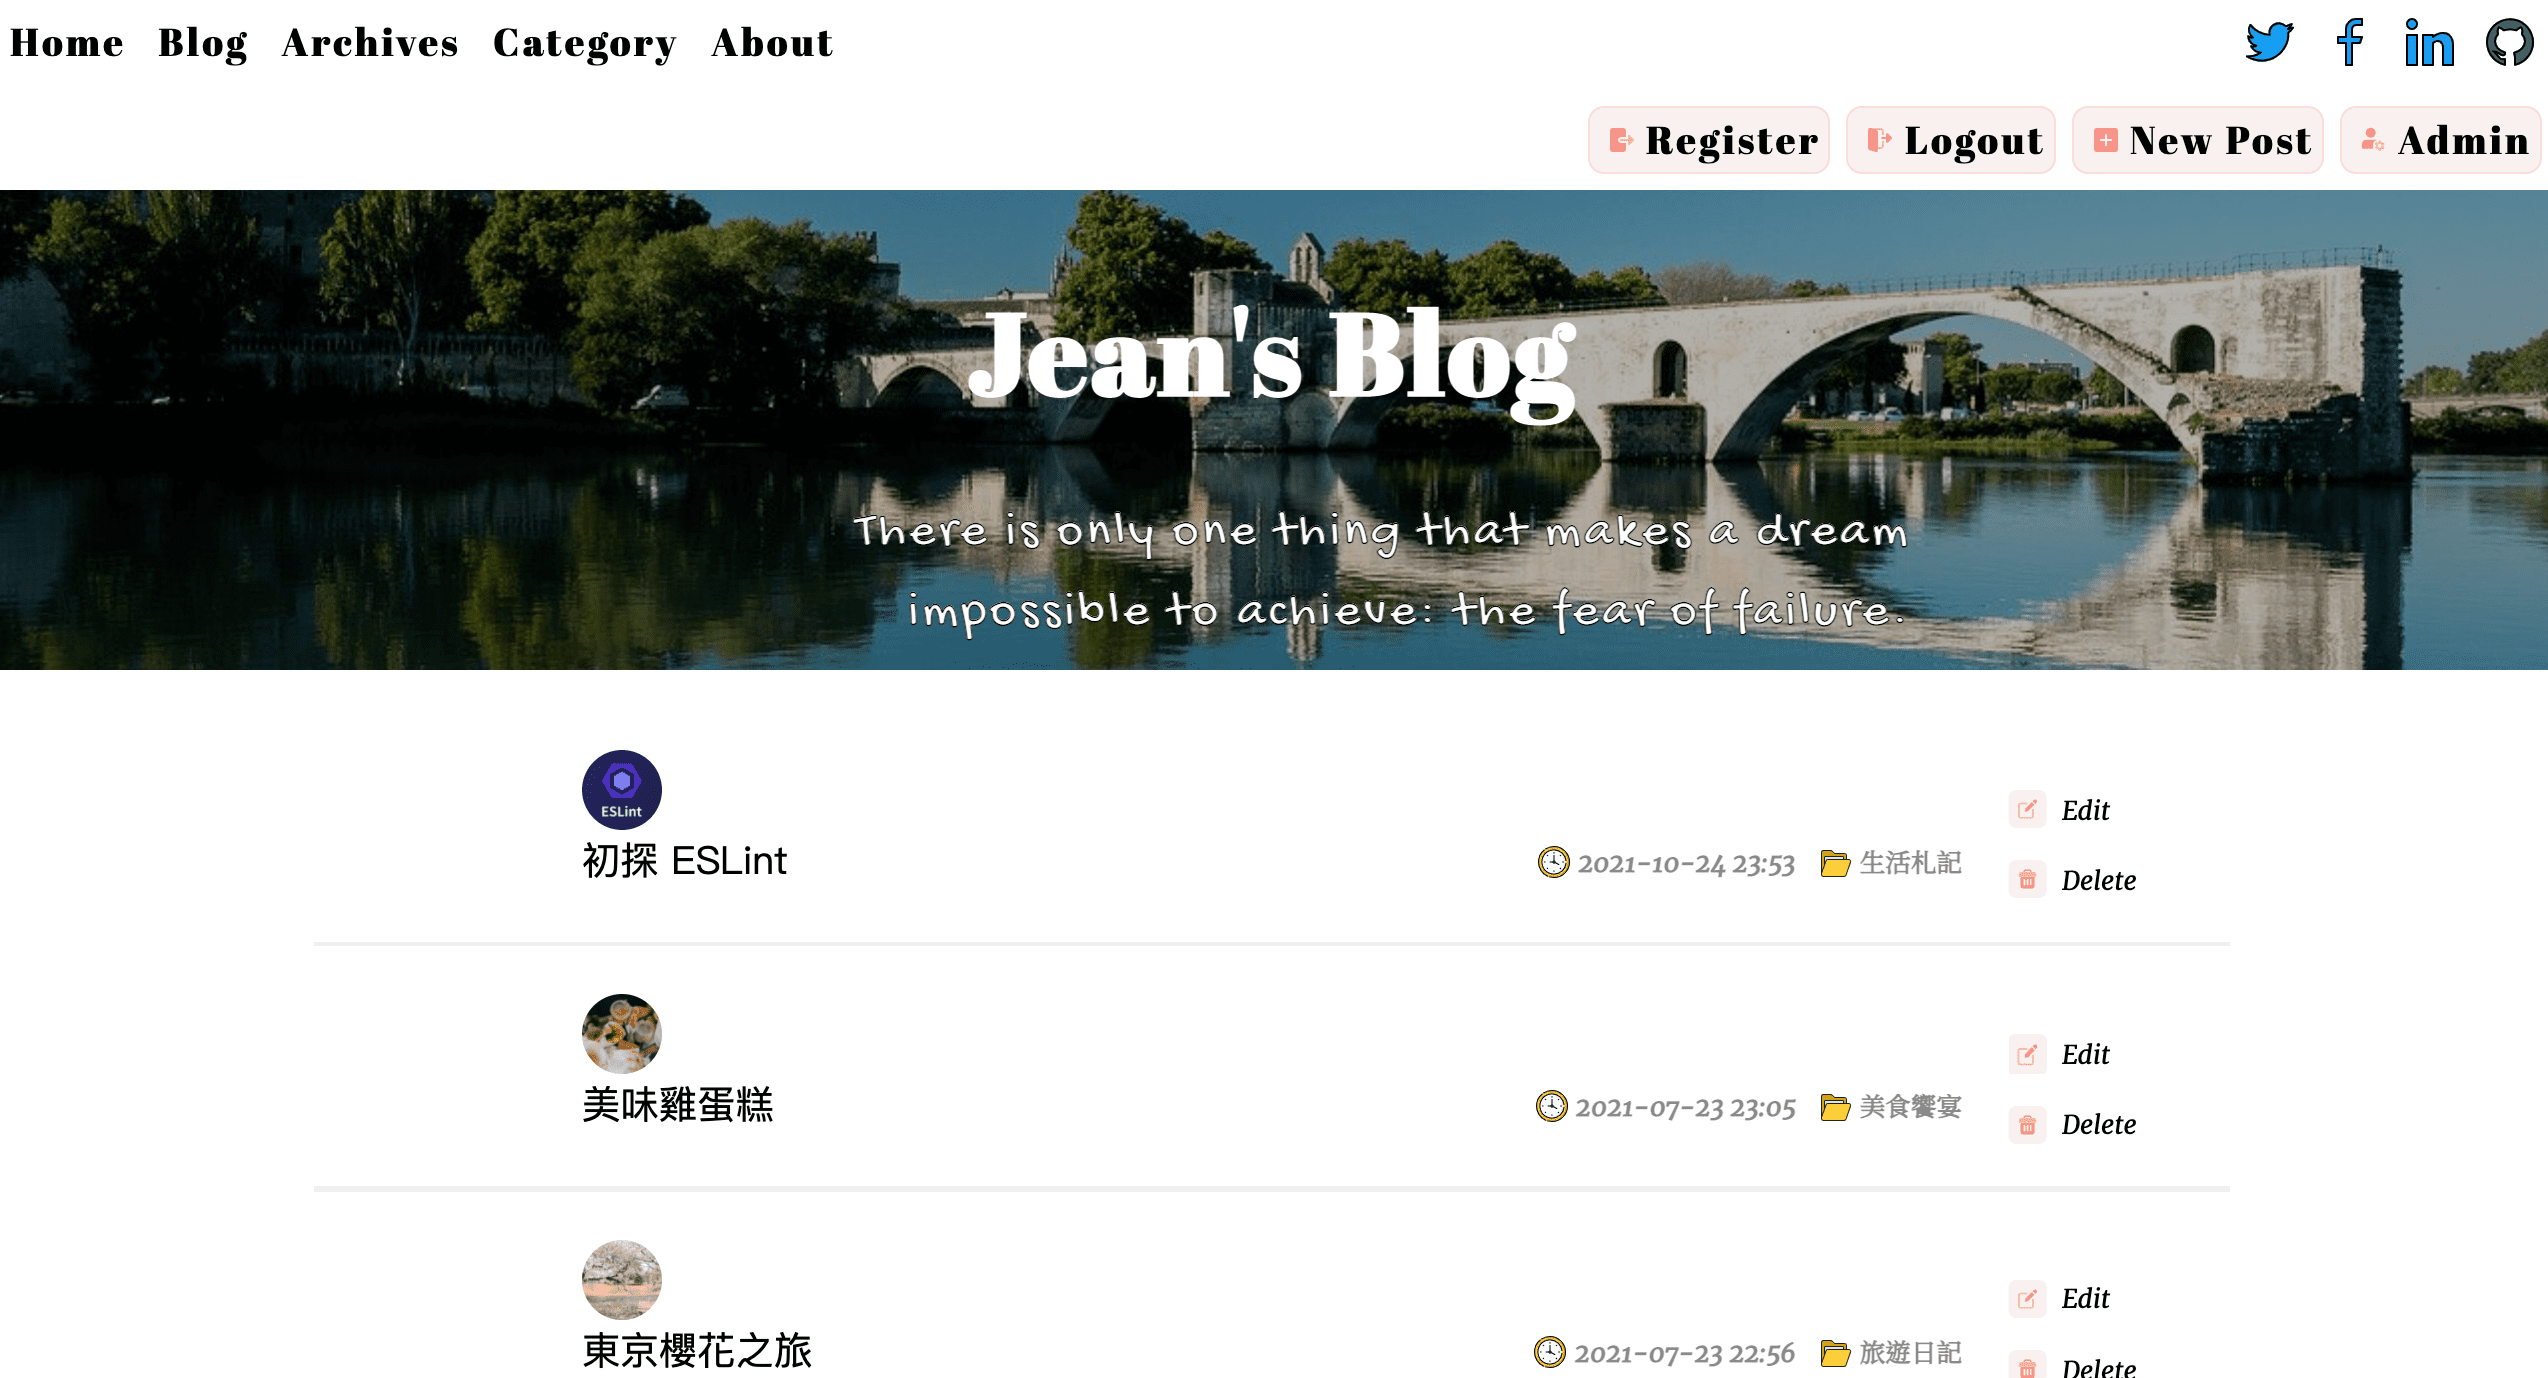 Home Blog Archives Category About
Register Logout New Post Admin
Jean's Blog
There is only one thing that makes a dream
impossible to achieve: the fear of failure.
ESLint
Edit
初探 ESLint
2021-10-24 23:53 生活札記
Delete
Edit
美味雞蛋糕
2021-07-23 23:05 美食饗宴
Delete
Edit
東京櫻花之旅
2021-07-23 22:56 旅遊日記
Delete